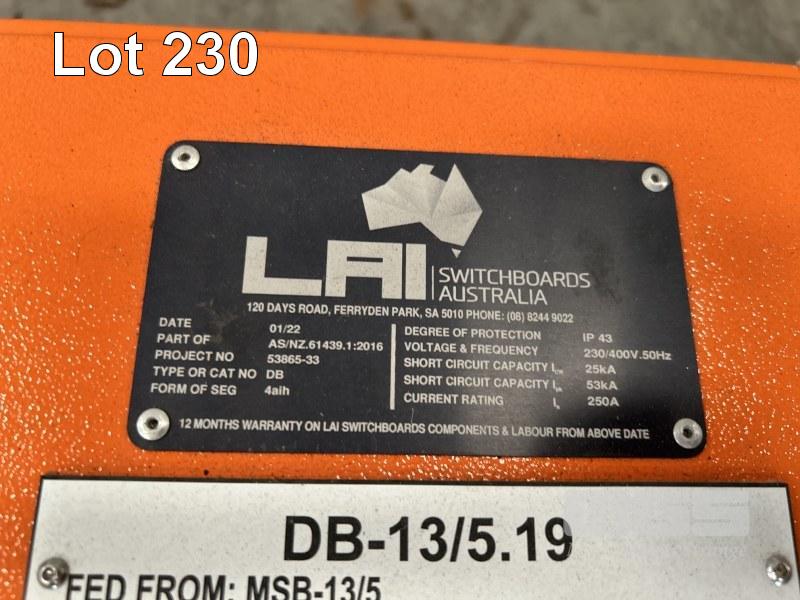 Lot 230
LAI SWITCHBOARDS
AUSTRALIA
120 DAYS ROAD, FERRYDEN PARK, SA 5010 PHONE: (08) 8244 9022
DATE 01/22
PART OF AS/NZ.61439.1:2016
PROJECT NO 53865-33
TYPE OR CAT NO DB
FORM OF SEG 4aih
DEGREE OF PROTECTION IP 43
VOLTAGE & FREQUENCY 230/400V.50Hz
SHORT CIRCUIT CAPACITY Icw 25kA
SHORT CIRCUIT CAPACITY Ipk 53kA
CURRENT RATING In 250A
12 MONTHS WARRANTY ON LAI SWITCHBOARDS COMPONENTS & LABOUR FROM ABOVE DATE
DB-13/5.19
FED FROM: MSB-13/5